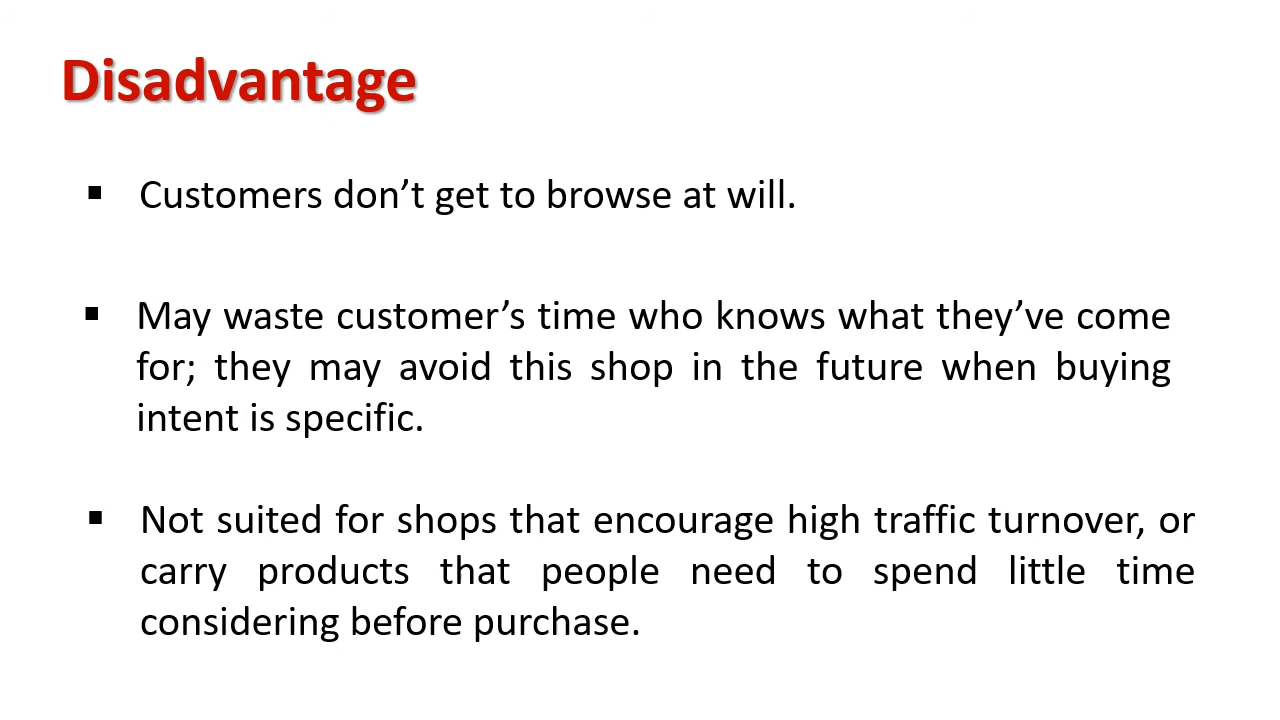 Disadvantage
▪ Customers don’t get to browse at will.
▪ May waste customer’s time who knows what they’ve come
for; they may avoid this shop in the future when buying
intent is specific.
▪ Not suited for shops that encourage high traffic turnover, or
carry products that people need to spend little time
considering before purchase.